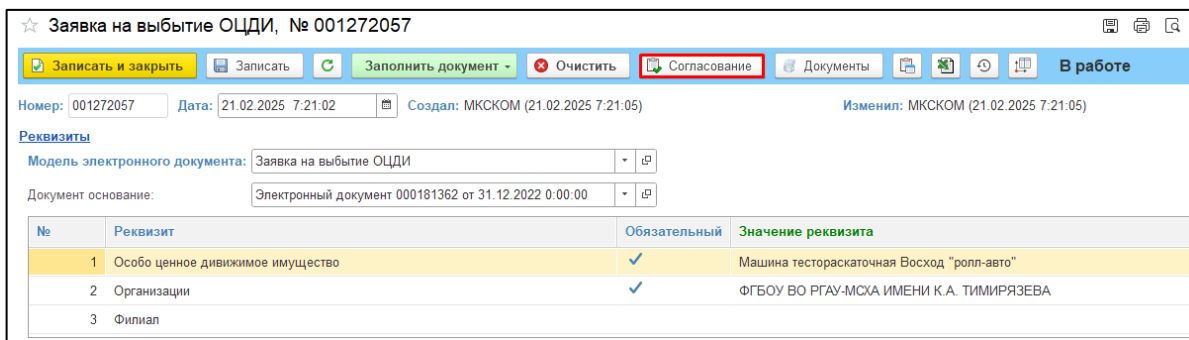 Заявка на выбытие ОЦДИ, № 001272057
Записать и закрыть Записать Заполнить документ Очистить Согласование Документы В работе
Номер: 001272057 Дата: 21.02.2025 7:21:02 Создал: МКСКОМ (21.02.2025 7:21:05) Изменил: МКСКОМ (21.02.2025 7:21:05)
Реквизиты
Модель электронного документа: Заявка на выбытие ОЦДИ
Документ основание: Электронный документ 000181362 от 31.12.2022 0:00:00
№ Реквизит Обязательный Значение реквизита
1 Особо ценное дивижимое имущество Машина тестораскаточная Восход "ролл-авто"
2 Организации ФГБОУ ВО РГАУ-МСХА ИМЕНИ К.А. ТИМИРЯЗЕВА
3 Филиал